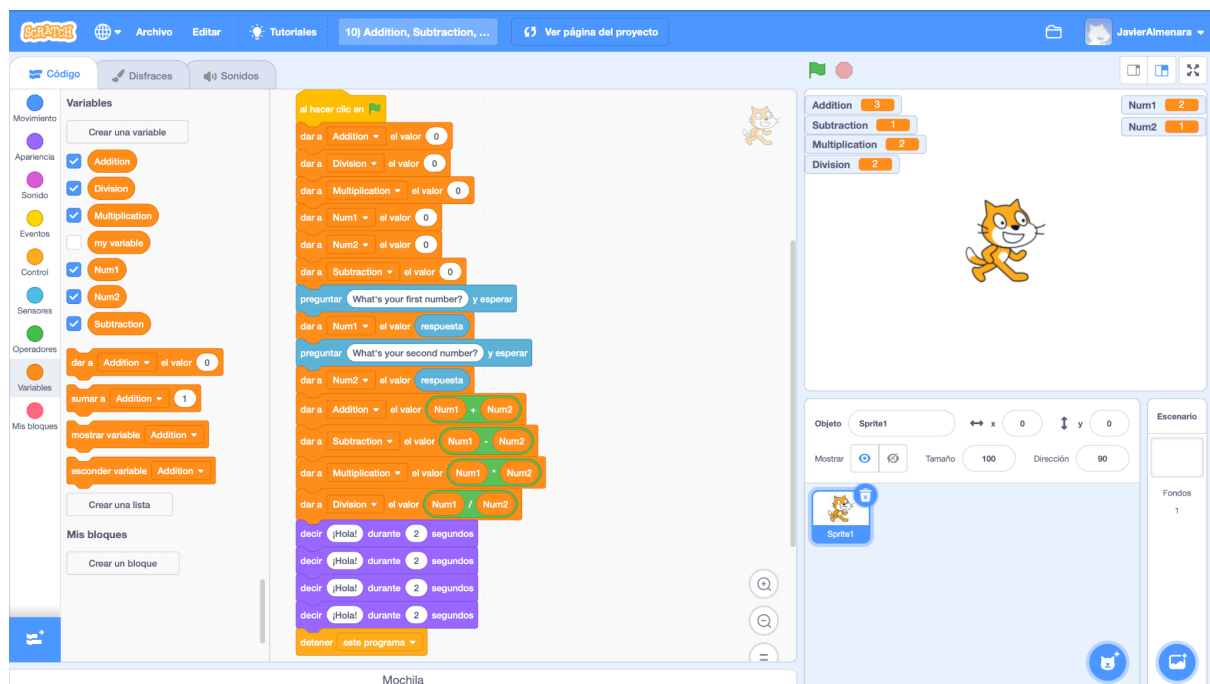 SCRATCH Archivo Editar Tutoriales 10) Addition, Subtraction, ... Ver página del proyecto JavierAlmenara
Código Disfraces Sonidos
Movimiento
Apariencia
Sonido
Eventos
Control
Sensores
Operadores
Variables
Mis bloques
Variables
Crear una variable
Addition
Division
Multiplication
my variable
Num1
Num2
Subtraction
dar a Addition el valor 0
sumar a Addition 1
mostrar variable Addition
esconder variable Addition
Crear una lista
Mis bloques
Crear un bloque
al hacer clic en
dar a Addition el valor 0
dar a Division el valor 0
dar a Multiplication el valor 0
dar a Num1 el valor 0
dar a Num2 el valor 0
dar a Subtraction el valor 0
preguntar What's your first number? y esperar
dar a Num1 el valor respuesta
preguntar What's your second number? y esperar
dar a Num2 el valor respuesta
dar a Addition el valor Num1 + Num2
dar a Subtraction el valor Num1 - Num2
dar a Multiplication el valor Num1 * Num2
dar a Division el valor Num1 / Num2
decir ¡Hola! durante 2 segundos
decir ¡Hola! durante 2 segundos
decir ¡Hola! durante 2 segundos
decir ¡Hola! durante 2 segundos
detener este programa
Mochila
Addition 3
Subtraction 1
Multiplication 2
Division 2
Num1 2
Num2 1
Objeto Sprite1 x 0 y 0
Mostrar Tamaño 100 Dirección 90
Sprite1
Escenario
Fondos
1